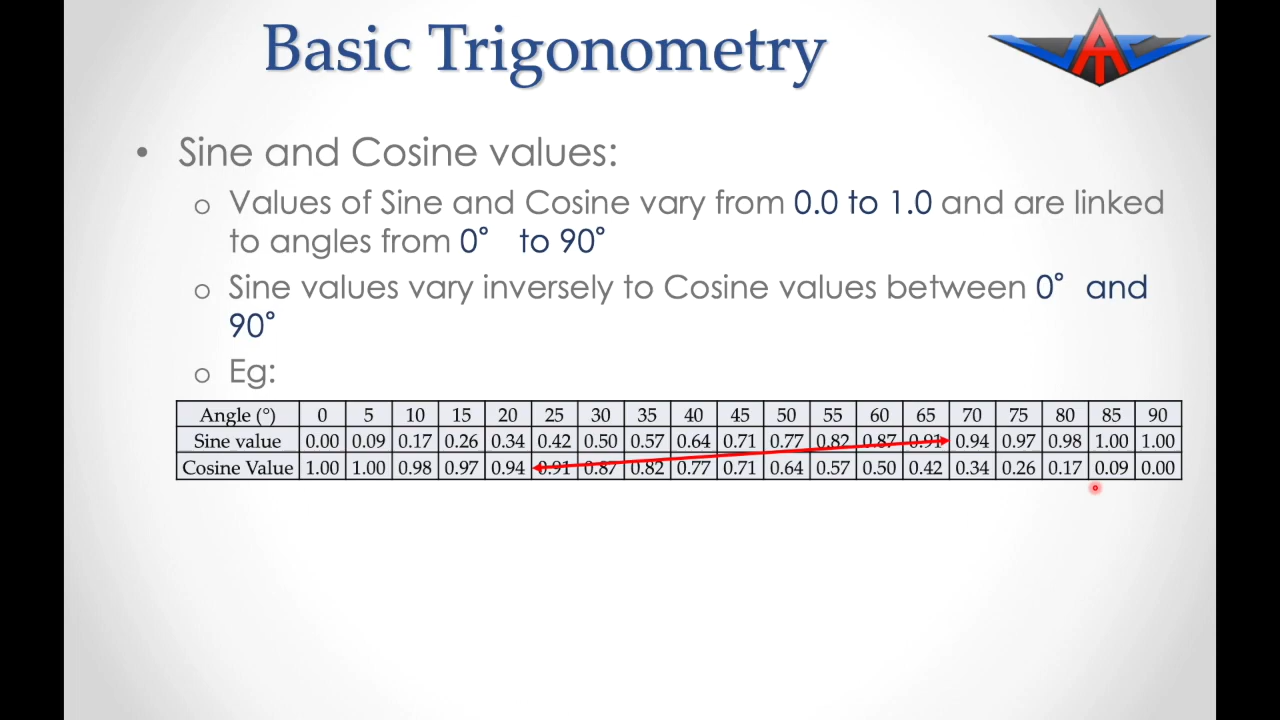 Basic Trigonometry
• Sine and Cosine values:
o Values of Sine and Cosine vary from 0.0 to 1.0 and are linked
to angles from 0° to 90°
o Sine values vary inversely to Cosine values between 0° and
90°
o Eg:
Angle (°) 0 5 10 15 20 25 30 35 40 45 50 55 60 65 70 75 80 85 90
Sine value 0.00 0.09 0.17 0.26 0.34 0.42 0.50 0.57 0.64 0.71 0.77 0.82 0.87 0.91 0.94 0.97 0.98 1.00 1.00
Cosine Value 1.00 1.00 0.98 0.97 0.94 0.91 0.87 0.82 0.77 0.71 0.64 0.57 0.50 0.42 0.34 0.26 0.17 0.09 0.00